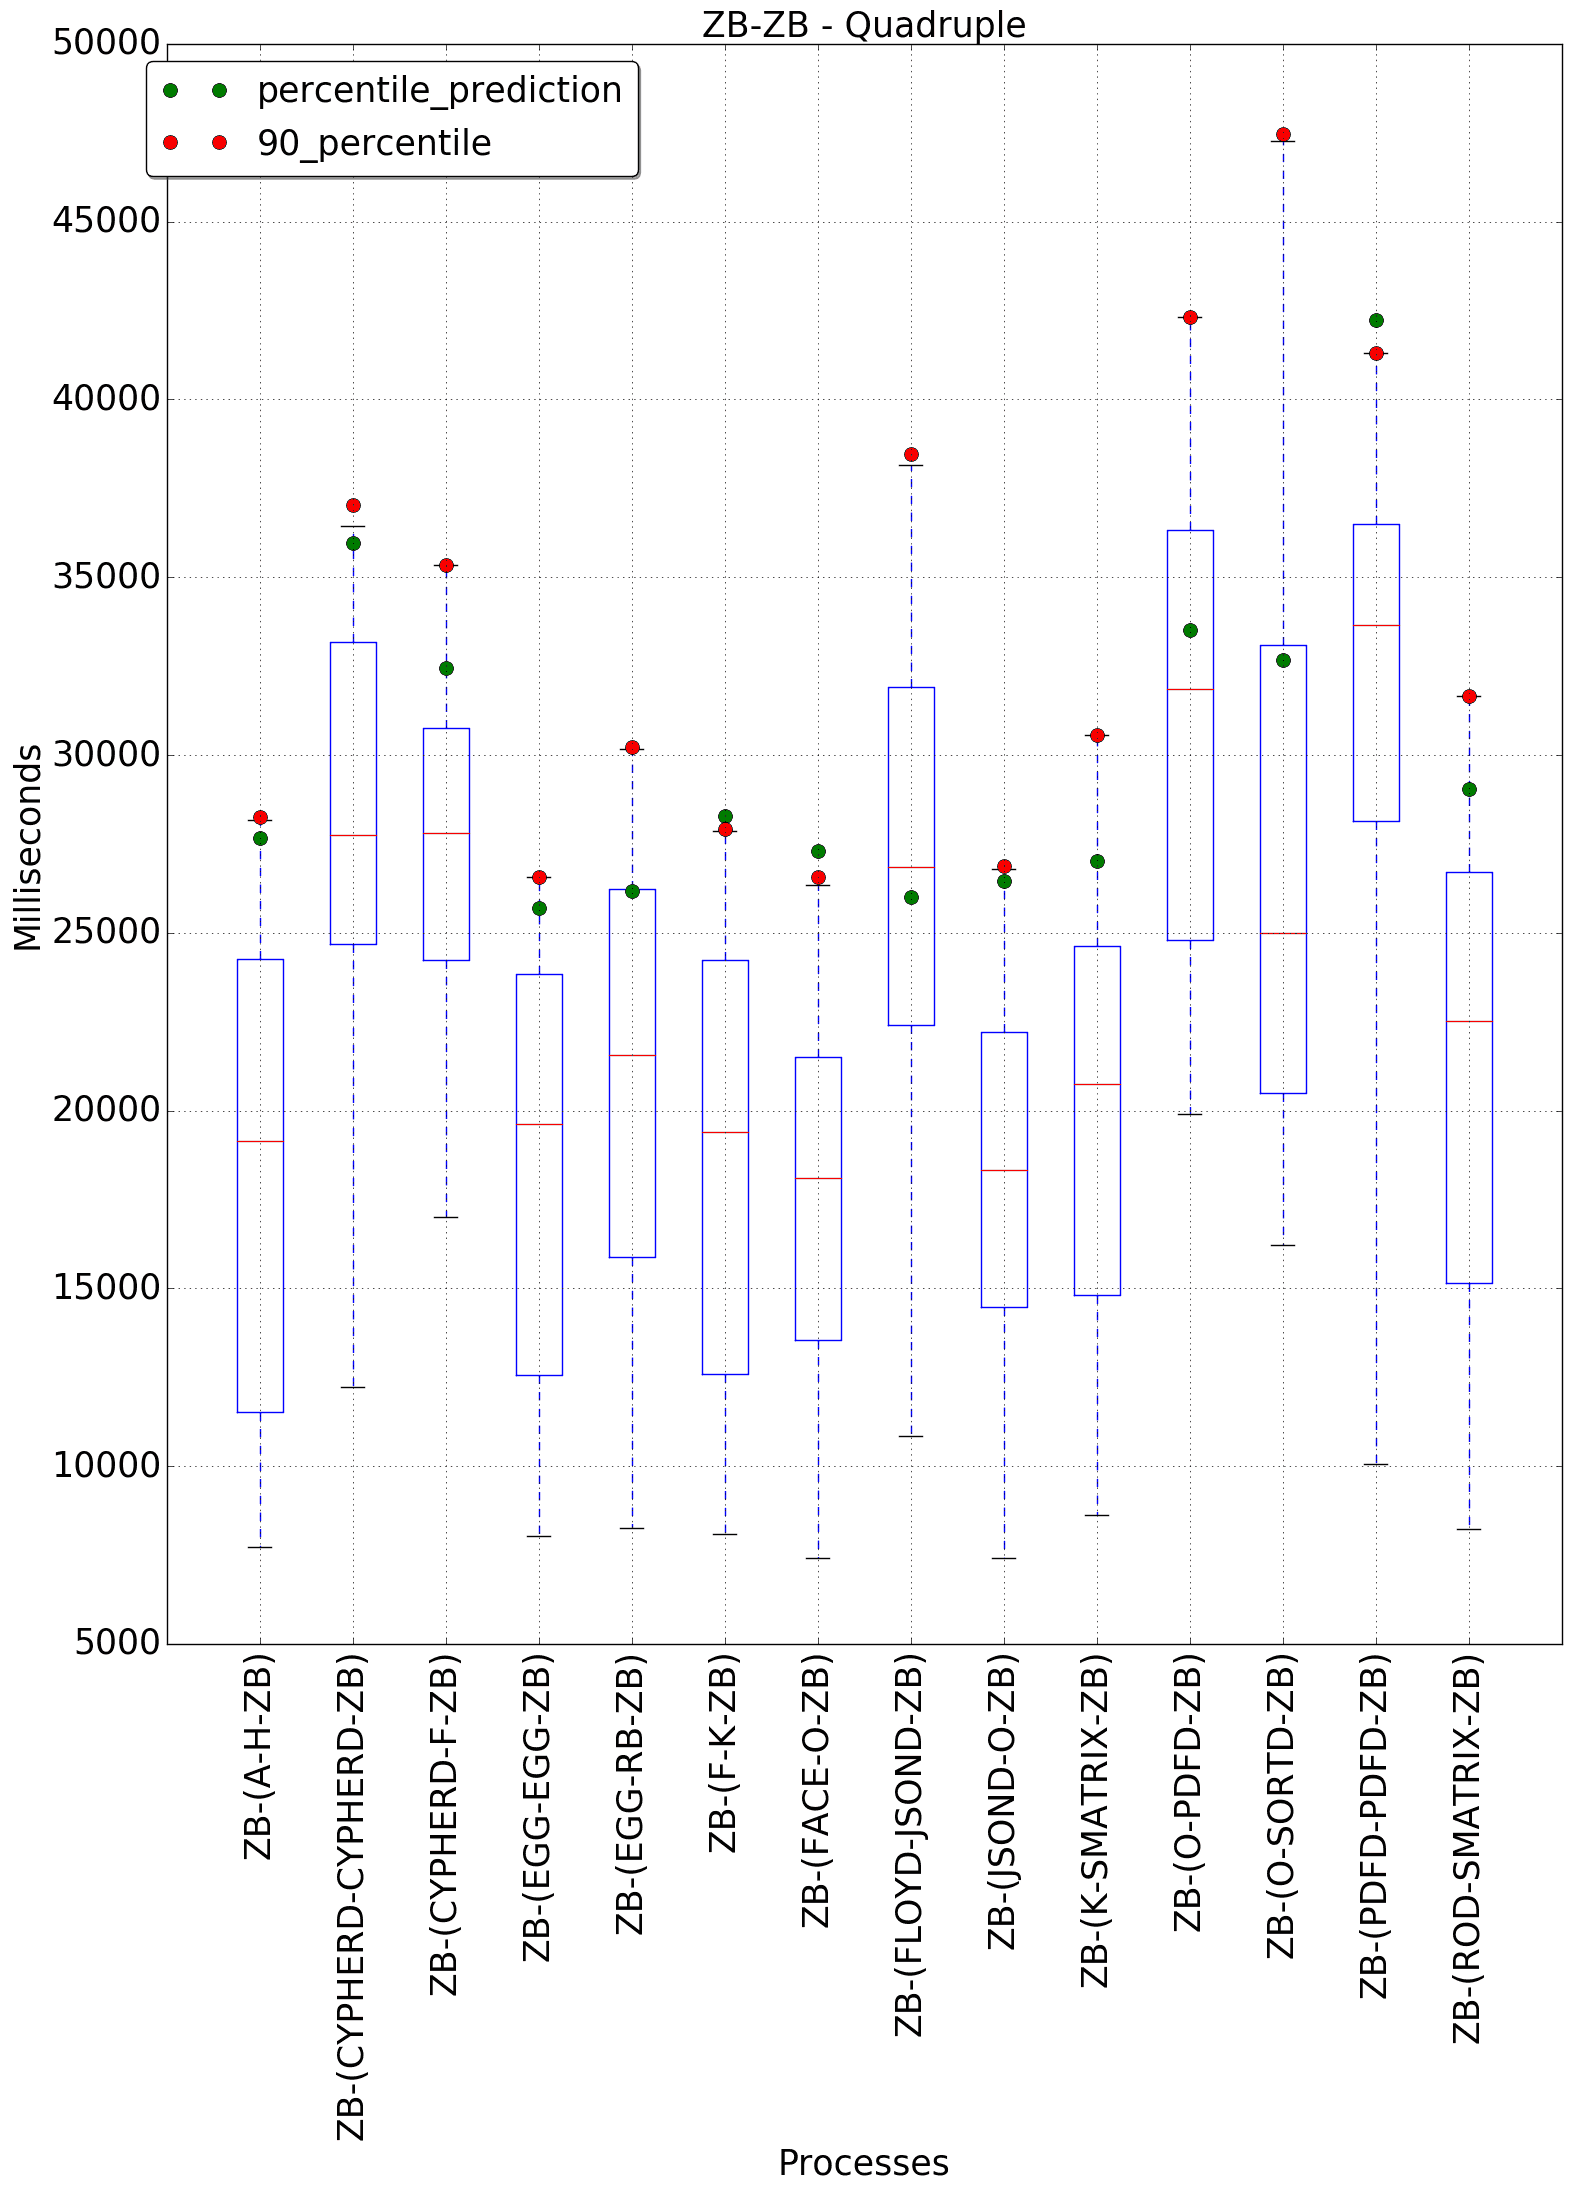 ZB-ZB - Quadruple
percentile_prediction
90_percentile
50000
45000
40000
35000
30000
25000
20000
15000
10000
5000
Milliseconds
ZB-(A-H-ZB)
ZB-(CYPHERD-CYPHERD-ZB)
ZB-(CYPHERD-F-ZB)
ZB-(EGG-EGG-ZB)
ZB-(EGG-RB-ZB)
ZB-(F-K-ZB)
ZB-(FACE-O-ZB)
ZB-(FLOYD-JSOND-ZB)
ZB-(JSOND-O-ZB)
ZB-(K-SMATRIX-ZB)
ZB-(O-PDFD-ZB)
ZB-(O-SORTD-ZB)
ZB-(PDFD-PDFD-ZB)
ZB-(ROD-SMATRIX-ZB)
Processes